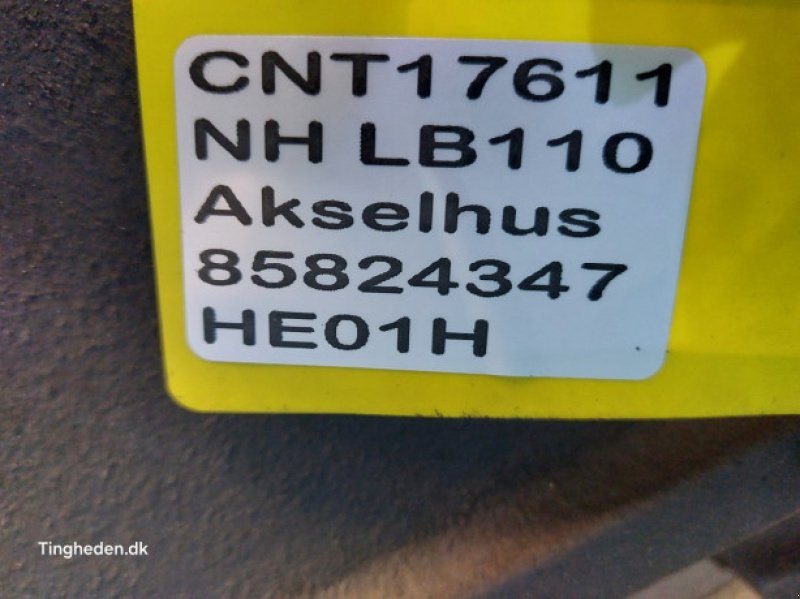 CNT17611
NH LB110
Akselhus
85824347
HE01H
Tingheden.dk